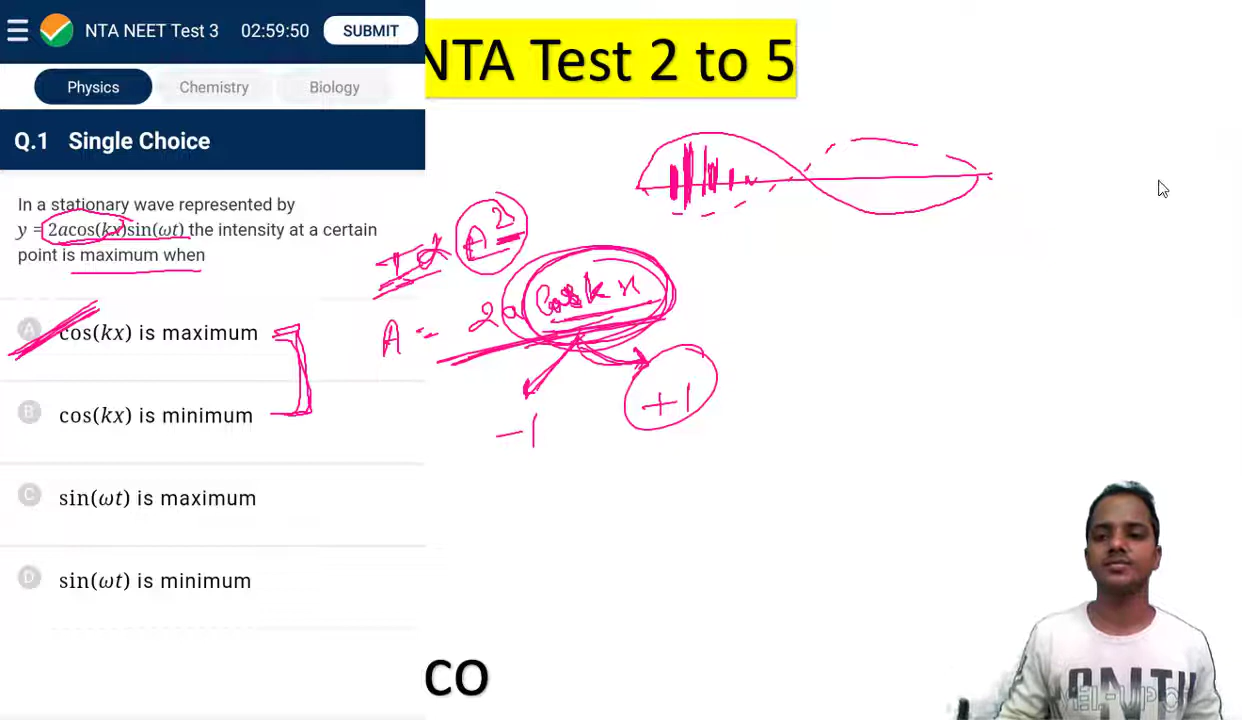 NTA NEET Test 3 02:59:50 SUBMIT
NTA Test 2 to 5
Physics Chemistry Biology
Q.1 Single Choice
In a stationary wave represented by
y = 2acos(kx)sin(ωt) the intensity at a certain
point is maximum when
A cos(kx) is maximum
B cos(kx) is minimum
C sin(ωt) is maximum
D sin(ωt) is minimum
I α A²
A = 2a Cos k x
-1
+1
co